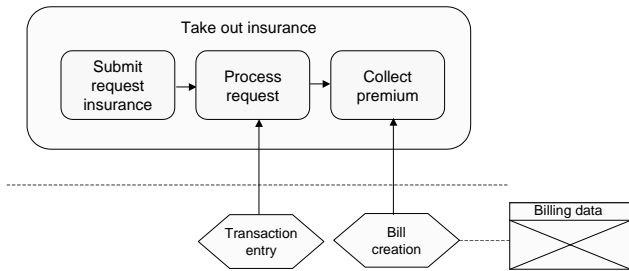 Take out insurance
Submit
request
insurance
Process
request
Collect
premium
Transaction
entry
Bill
creation
Billing data